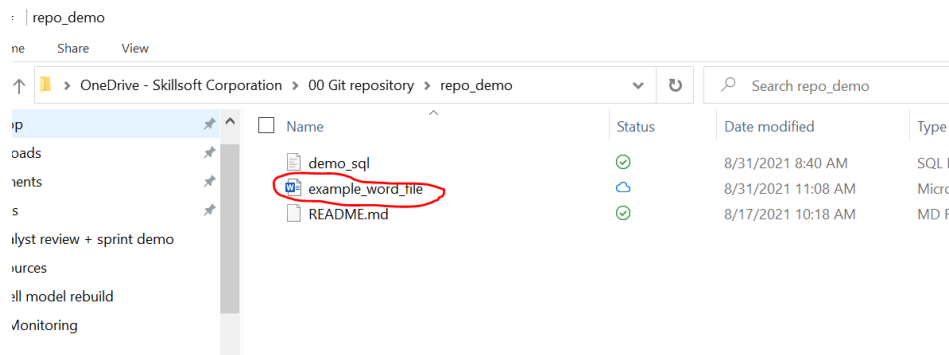 repo_demo
Share View
OneDrive - Skillsoft Corporation > 00 Git repository > repo_demo
Search repo_demo
Name Status Date modified Type
demo_sql 8/31/2021 8:40 AM SQL
example_word_file 8/31/2021 11:08 AM Micro
README.md 8/17/2021 10:18 AM MD F
alyst review + sprint demo
ources
ell model rebuild
Monitoring